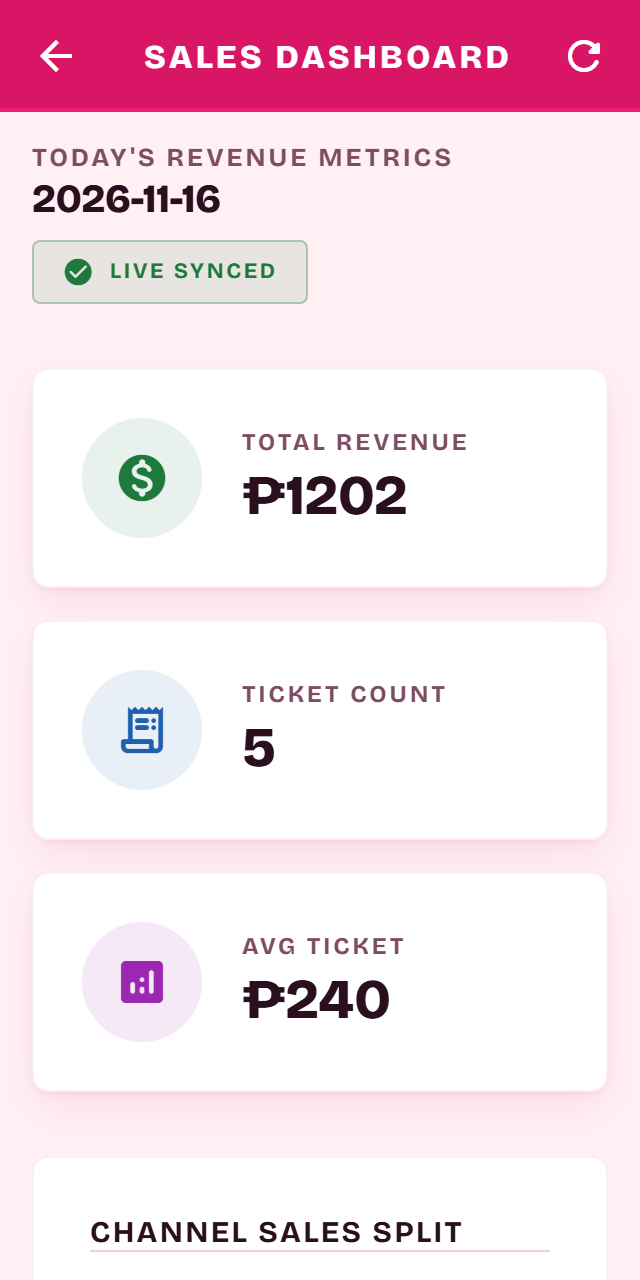 SALES DASHBOARD
TODAY'S REVENUE METRICS
2026-11-16
LIVE SYNCED
TOTAL REVENUE
₱1202
TICKET COUNT
5
AVG TICKET
₱240
CHANNEL SALES SPLIT